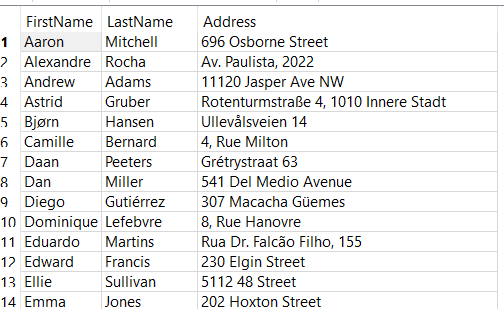 FirstName LastName Address
1 Aaron Mitchell 696 Osborne Street
2 Alexandre Rocha Av. Paulista, 2022
3 Andrew Adams 11120 Jasper Ave NW
4 Astrid Gruber Rotenturmstraße 4, 1010 Innere Stadt
5 Bjørn Hansen Ullevålsveien 14
6 Camille Bernard 4, Rue Milton
7 Daan Peeters Grétrystraat 63
8 Dan Miller 541 Del Medio Avenue
9 Diego Gutiérrez 307 Macacha Güemes
10 Dominique Lefebvre 8, Rue Hanovre
11 Eduardo Martins Rua Dr. Falcão Filho, 155
12 Edward Francis 230 Elgin Street
13 Ellie Sullivan 5112 48 Street
14 Emma Jones 202 Hoxton Street